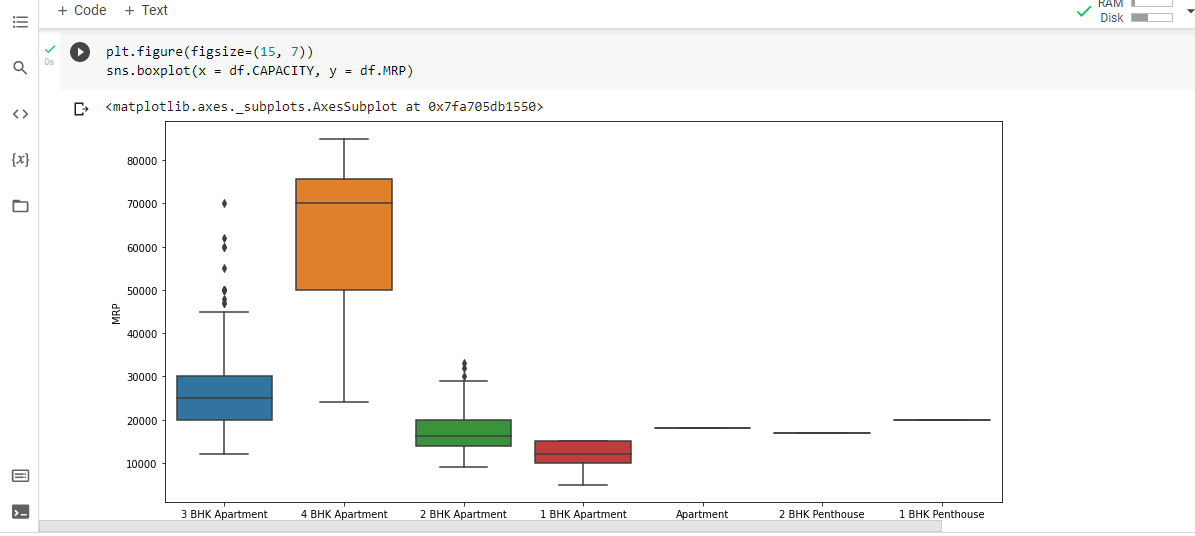 + Code + Text
RAM
Disk
0s
plt.figure(figsize=(15, 7))
sns.boxplot(x = df.CAPACITY, y = df.MRP)
<matplotlib.axes._subplots.AxesSubplot at 0x7fa705db1550>
{x}
80000
70000
60000
50000
MRP
40000
30000
20000
10000
3 BHK Apartment 4 BHK Apartment 2 BHK Apartment 1 BHK Apartment Apartment 2 BHK Penthouse 1 BHK Penthouse